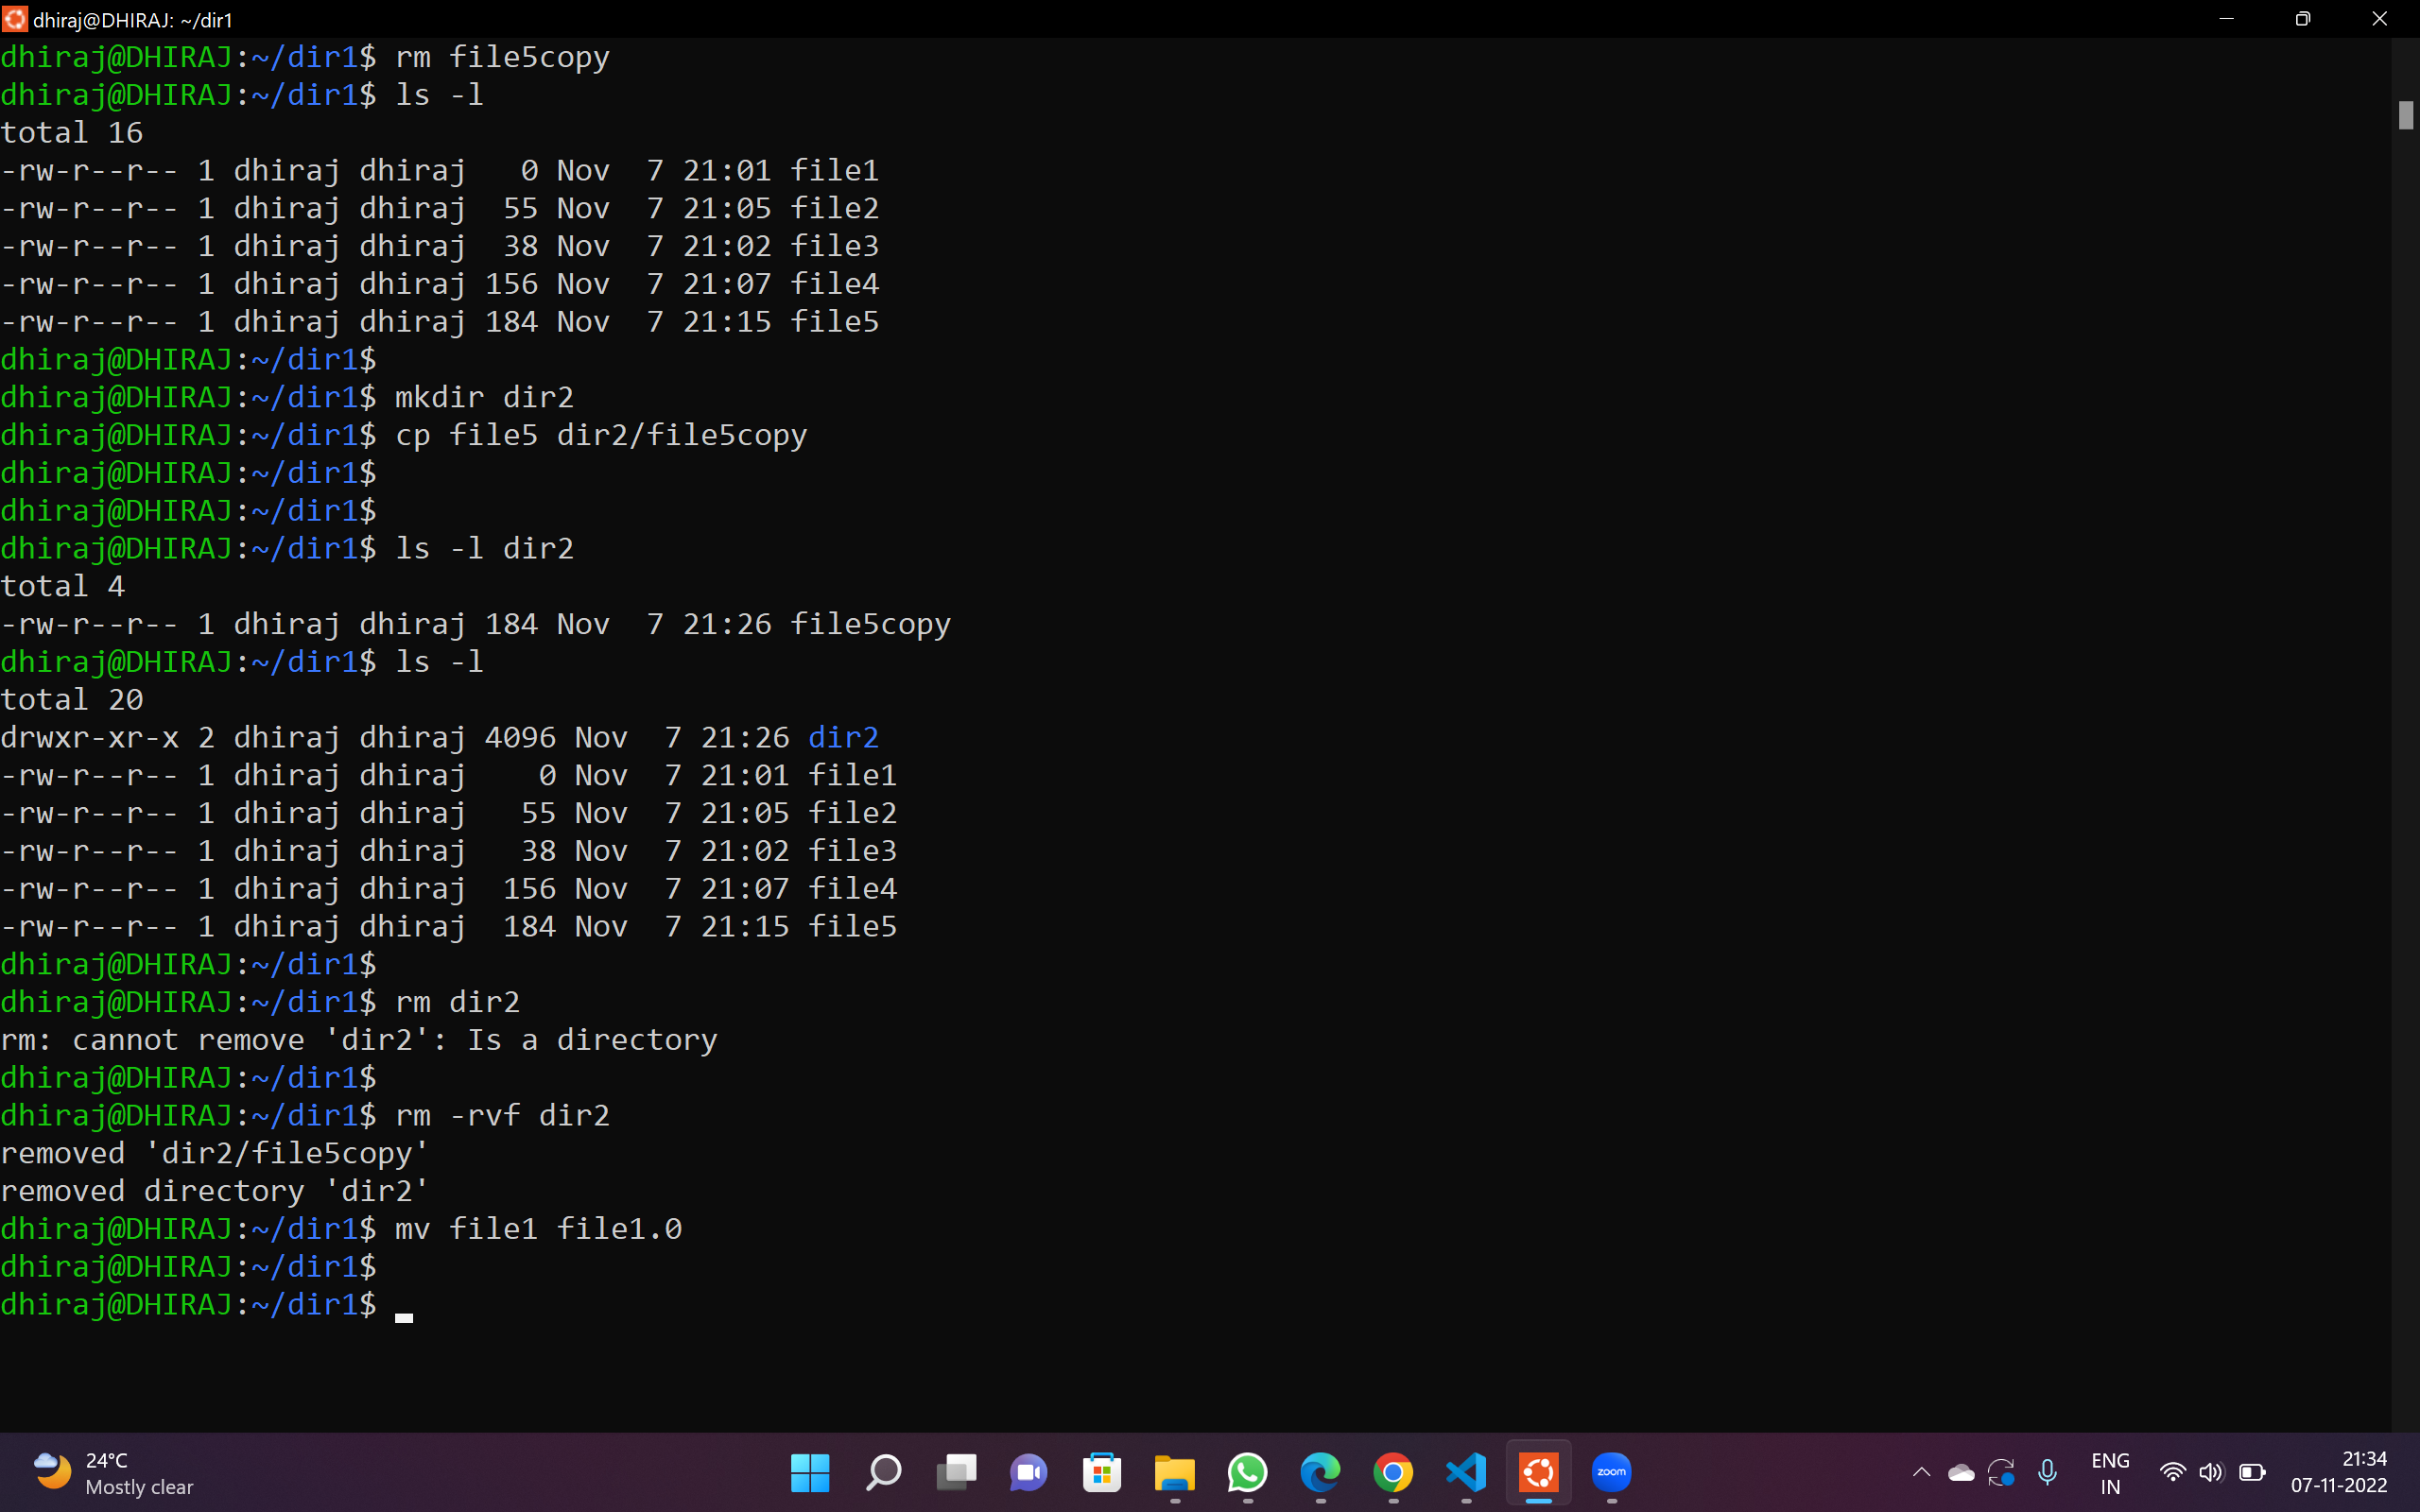 dhiraj@DHIRAJ: ~/dir1
dhiraj@DHIRAJ:~/dir1$ rm file5copy
dhiraj@DHIRAJ:~/dir1$ ls -l
total 16
-rw-r--r-- 1 dhiraj dhiraj   0 Nov  7 21:01 file1
-rw-r--r-- 1 dhiraj dhiraj  55 Nov  7 21:05 file2
-rw-r--r-- 1 dhiraj dhiraj  38 Nov  7 21:02 file3
-rw-r--r-- 1 dhiraj dhiraj 156 Nov  7 21:07 file4
-rw-r--r-- 1 dhiraj dhiraj 184 Nov  7 21:15 file5
dhiraj@DHIRAJ:~/dir1$
dhiraj@DHIRAJ:~/dir1$ mkdir dir2
dhiraj@DHIRAJ:~/dir1$ cp file5 dir2/file5copy
dhiraj@DHIRAJ:~/dir1$
dhiraj@DHIRAJ:~/dir1$
dhiraj@DHIRAJ:~/dir1$ ls -l dir2
total 4
-rw-r--r-- 1 dhiraj dhiraj 184 Nov  7 21:26 file5copy
dhiraj@DHIRAJ:~/dir1$ ls -l
total 20
drwxr-xr-x 2 dhiraj dhiraj 4096 Nov  7 21:26 dir2
-rw-r--r-- 1 dhiraj dhiraj    0 Nov  7 21:01 file1
-rw-r--r-- 1 dhiraj dhiraj   55 Nov  7 21:05 file2
-rw-r--r-- 1 dhiraj dhiraj   38 Nov  7 21:02 file3
-rw-r--r-- 1 dhiraj dhiraj  156 Nov  7 21:07 file4
-rw-r--r-- 1 dhiraj dhiraj  184 Nov  7 21:15 file5
dhiraj@DHIRAJ:~/dir1$
dhiraj@DHIRAJ:~/dir1$ rm dir2
rm: cannot remove 'dir2': Is a directory
dhiraj@DHIRAJ:~/dir1$
dhiraj@DHIRAJ:~/dir1$ rm -rvf dir2
removed 'dir2/file5copy'
removed directory 'dir2'
dhiraj@DHIRAJ:~/dir1$ mv file1 file1.0
dhiraj@DHIRAJ:~/dir1$
dhiraj@DHIRAJ:~/dir1$
24°C
Mostly clear
zoom
ENG
IN
21:34
07-11-2022